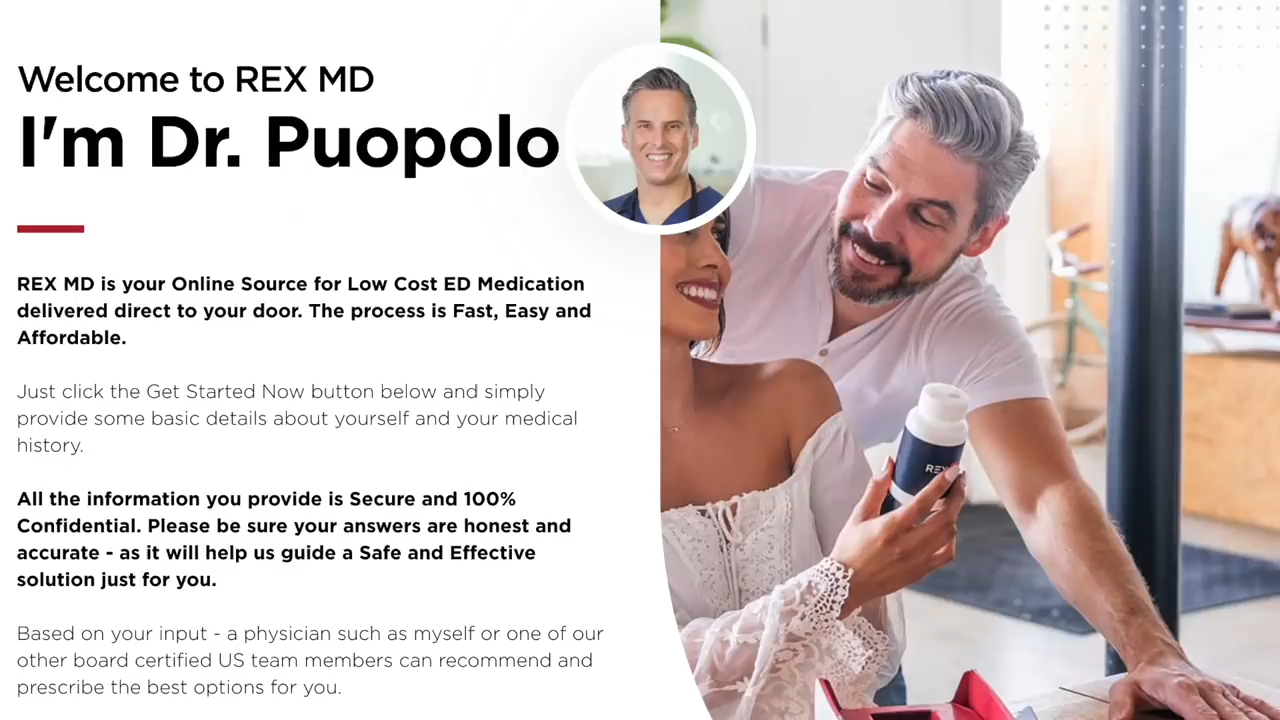 Welcome to REX MD
I'm Dr. Puopolo
REX MD is your Online Source for Low Cost ED Medication
delivered direct to your door. The process is Fast, Easy and
Affordable.
Just click the Get Started Now button below and simply
provide some basic details about yourself and your medical
history.
All the information you provide is Secure and 100%
Confidential. Please be sure your answers are honest and
accurate - as it will help us guide a Safe and Effective
solution just for you.
Based on your input - a physician such as myself or one of our
other board certified US team members can recommend and
prescribe the best options for you.